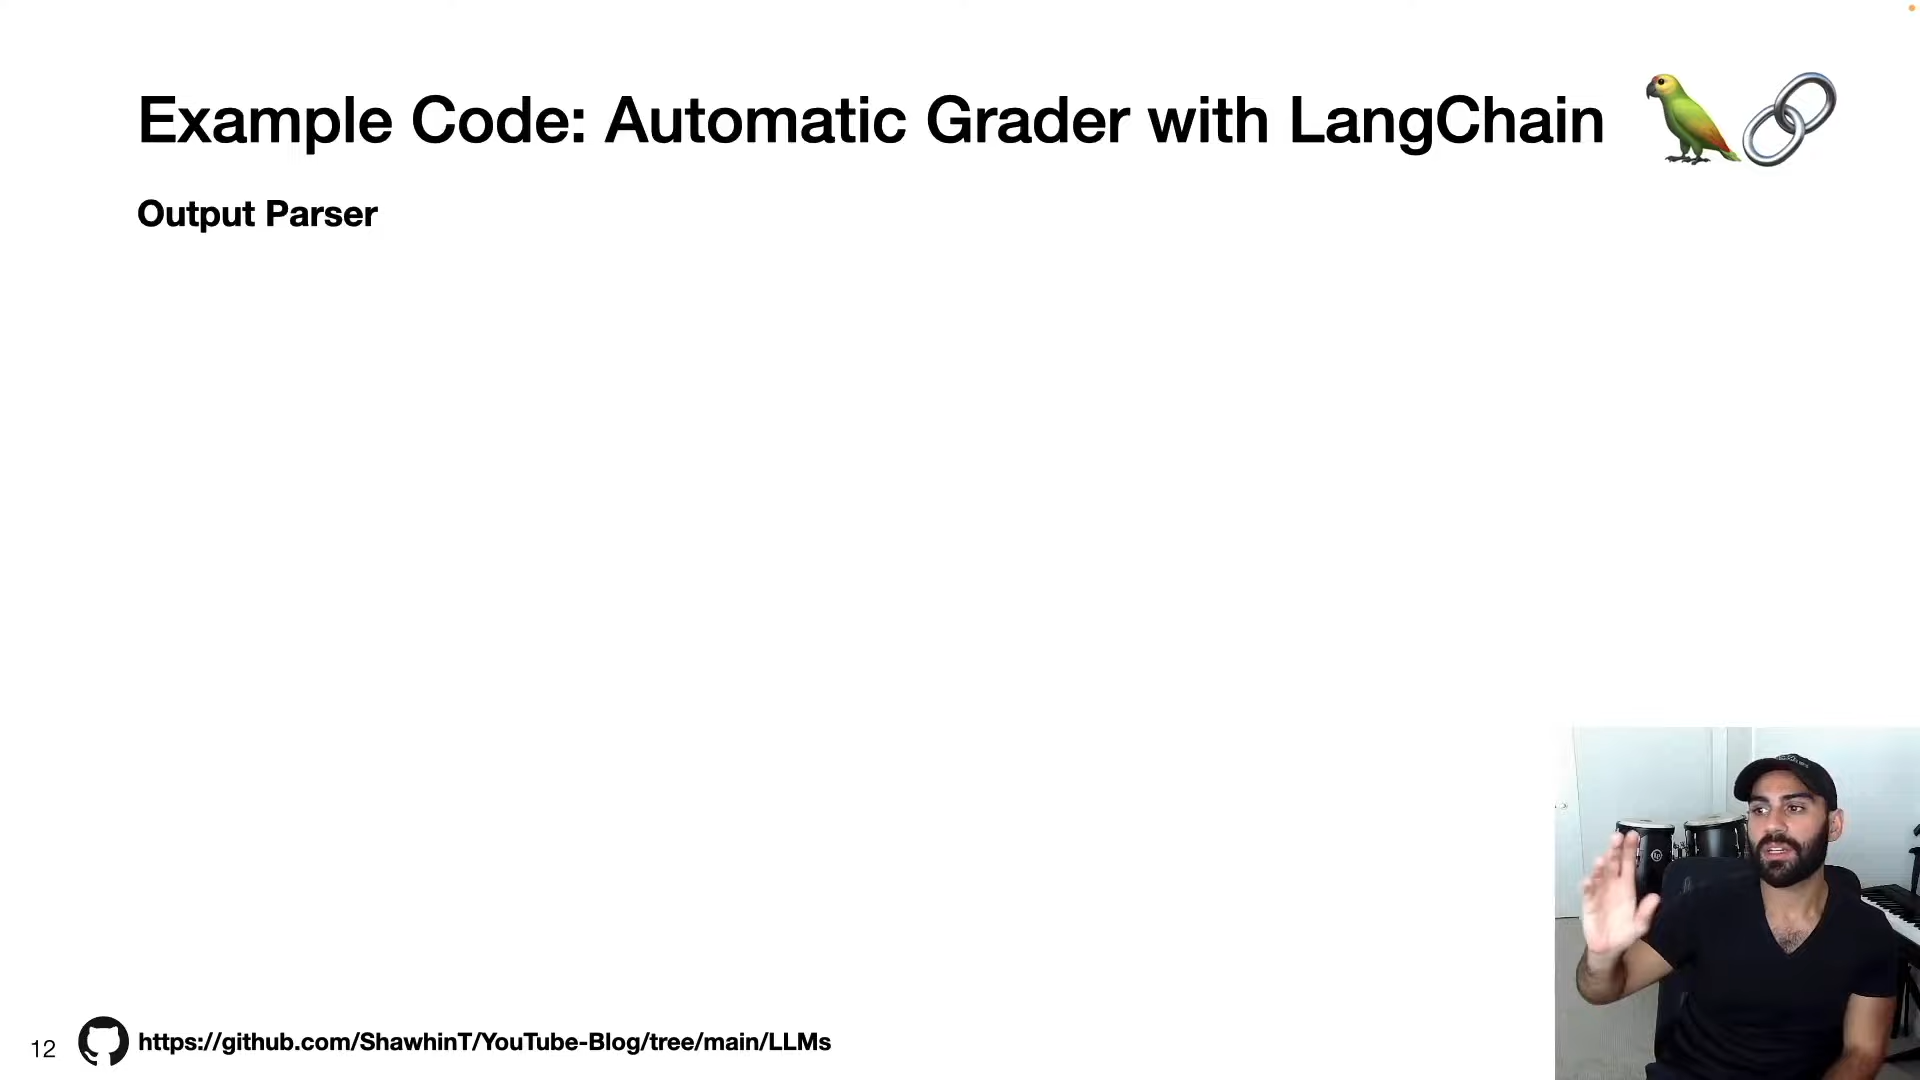 Example Code: Automatic Grader with LangChain
Output Parser
12
https://github.com/ShawhinT/YouTube-Blog/tree/main/LLMs